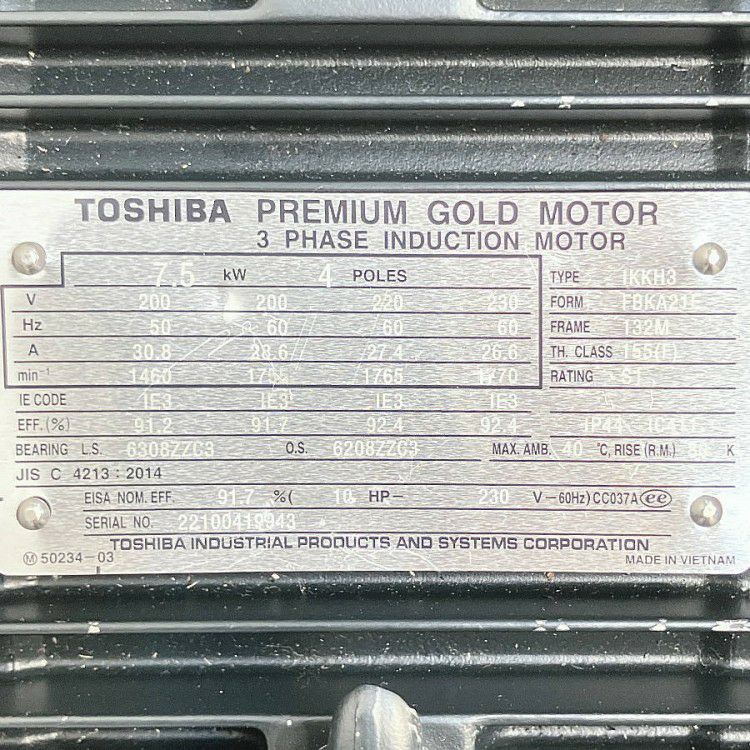 TOSHIBA PREMIUM GOLD MOTOR
3 PHASE INDUCTION MOTOR
7.5 kW 4 POLES TYPE IKKH3
V 200 200 220 230 FORM FBKA21E
Hz 50 60 60 60 FRAME 132M
A 30.8 28.6 27.4 26.6 TH. CLASS 155(F)
min⁻¹ 1460 1765 RATING S1
IE CODE IE3 IE3 IE3 IE3
EFF.(%) 91.2 91.7 92.4 92.4 IP44
BEARING L.S. 6308ZZC3 O.S. 6208ZZC3 MAX. AMB. 40 °C, RISE (R.M.) K
JIS C 4213 : 2014
EISA NOM. EFF. 91.7 %( 10 HP− 230 V−60Hz) CC037A ee
SERIAL NO. 22100419943
TOSHIBA INDUSTRIAL PRODUCTS AND SYSTEMS CORPORATION
Ⓜ 50234−03 MADE IN VIETNAM